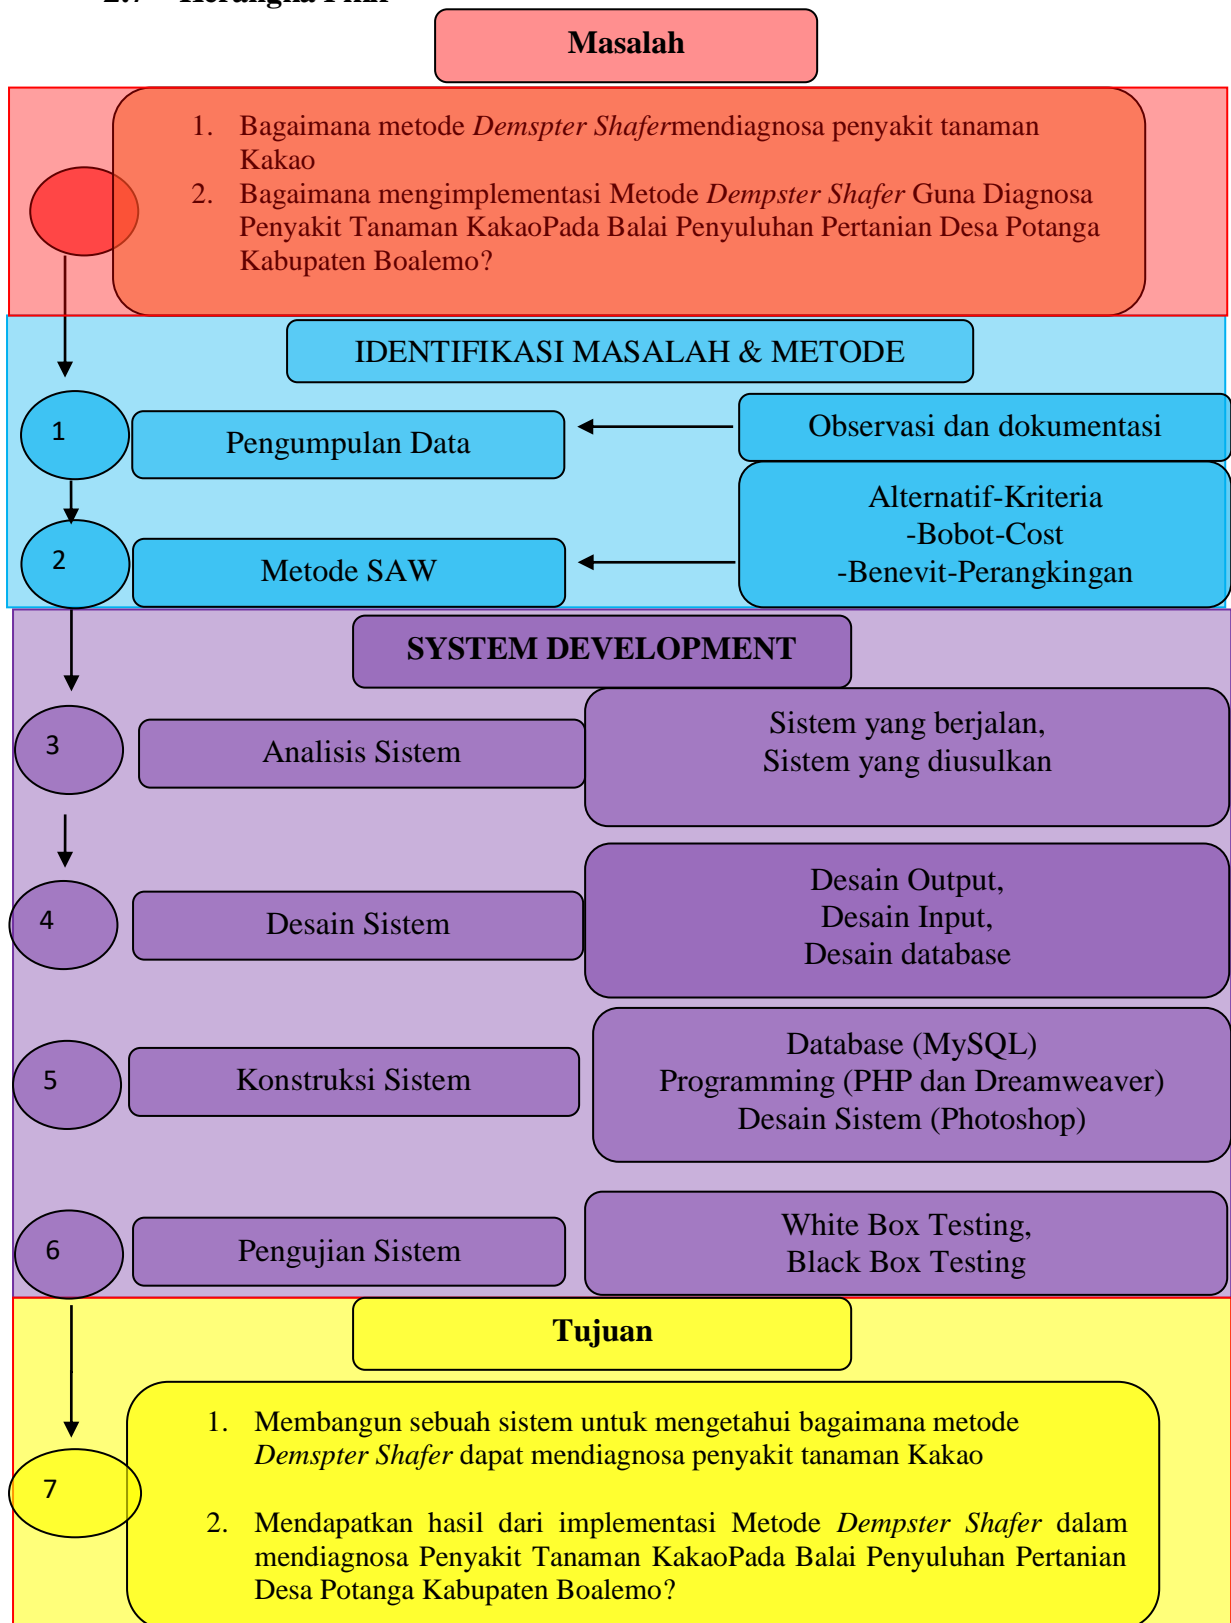 Masalah
1. Bagaimana metode Demspter Shafermendiagnosa penyakit tanaman
Kakao
2. Bagaimana mengimplementasi Metode Dempster Shafer Guna Diagnosa
Penyakit Tanaman KakaoPada Balai Penyuluhan Pertanian Desa Potanga
Kabupaten Boalemo?
IDENTIFIKASI MASALAH & METODE
1
Pengumpulan Data
Observasi dan dokumentasi
2
Metode SAW
Alternatif-Kriteria
-Bobot-Cost
-Benevit-Perangkingan
SYSTEM DEVELOPMENT
3
Analisis Sistem
Sistem yang berjalan,
Sistem yang diusulkan
4
Desain Sistem
Desain Output,
Desain Input,
Desain database
5
Konstruksi Sistem
Database (MySQL)
Programming (PHP dan Dreamweaver)
Desain Sistem (Photoshop)
6
Pengujian Sistem
White Box Testing,
Black Box Testing
Tujuan
7
1. Membangun sebuah sistem untuk mengetahui bagaimana metode
Demspter Shafer dapat mendiagnosa penyakit tanaman Kakao
2. Mendapatkan hasil dari implementasi Metode Dempster Shafer dalam
mendiagnosa Penyakit Tanaman KakaoPada Balai Penyuluhan Pertanian
Desa Potanga Kabupaten Boalemo?